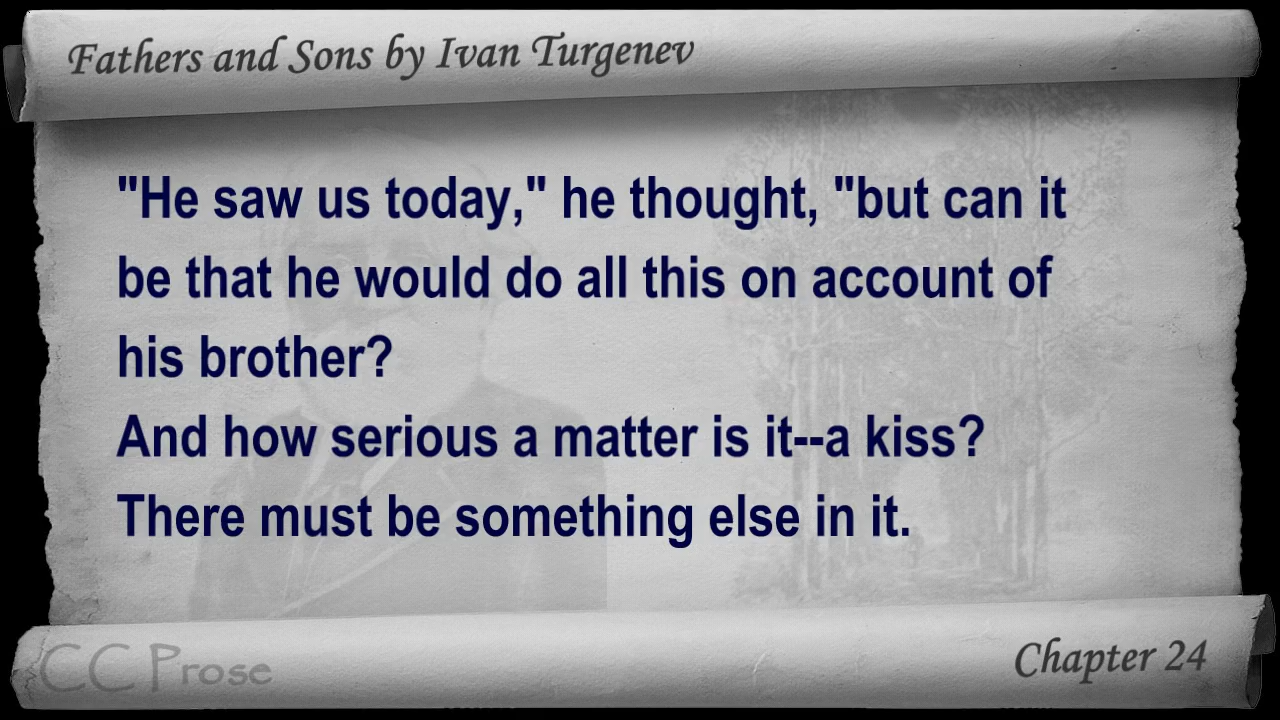 Fathers and Sons by Ivan Turgenev
"He saw us today," he thought, "but can it
be that he would do all this on account of
his brother?
And how serious a matter is it--a kiss?
There must be something else in it.
CC Prose
Chapter 24